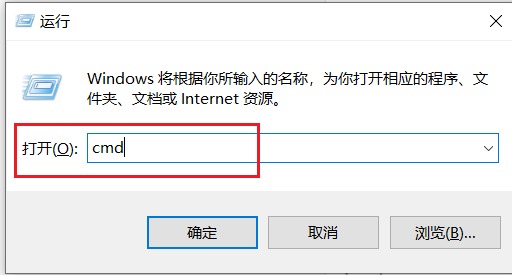 运行
Windows 将根据你所输入的名称，为你打开相应的程序、文
件夹、文档或 Internet 资源。
打开(O): cmd
确定 取消 浏览(B)...